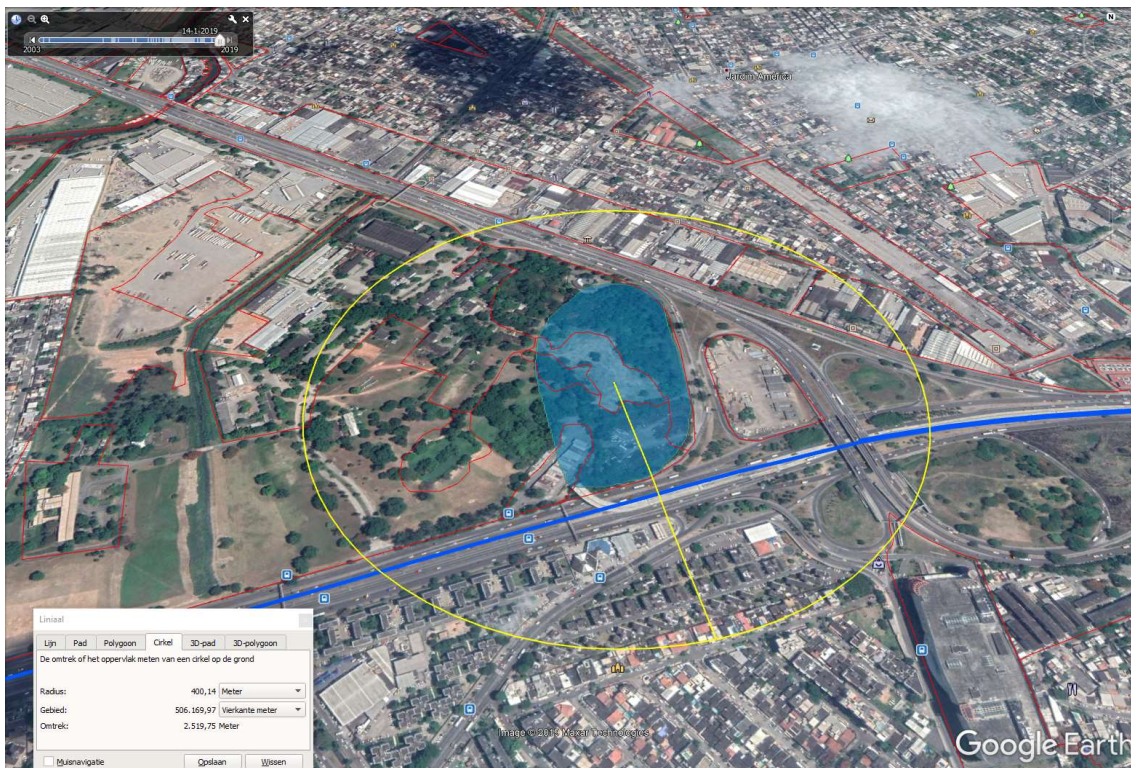 14-1-2019
2003
2019
N
Jardim América
Liniaal
Lijn Pad Polygoon Cirkel 3D-pad 3D-polygoon
De omtrek of het oppervlak meten van een cirkel op de grond
Radius: 400,14 Meter
Gebied: 506.169,97 Vierkante meter
Omtrek: 2.519,75 Meter
Muisnavigatie Opslaan Wissen
Image © 2019 Maxar Technologies
Google Earth